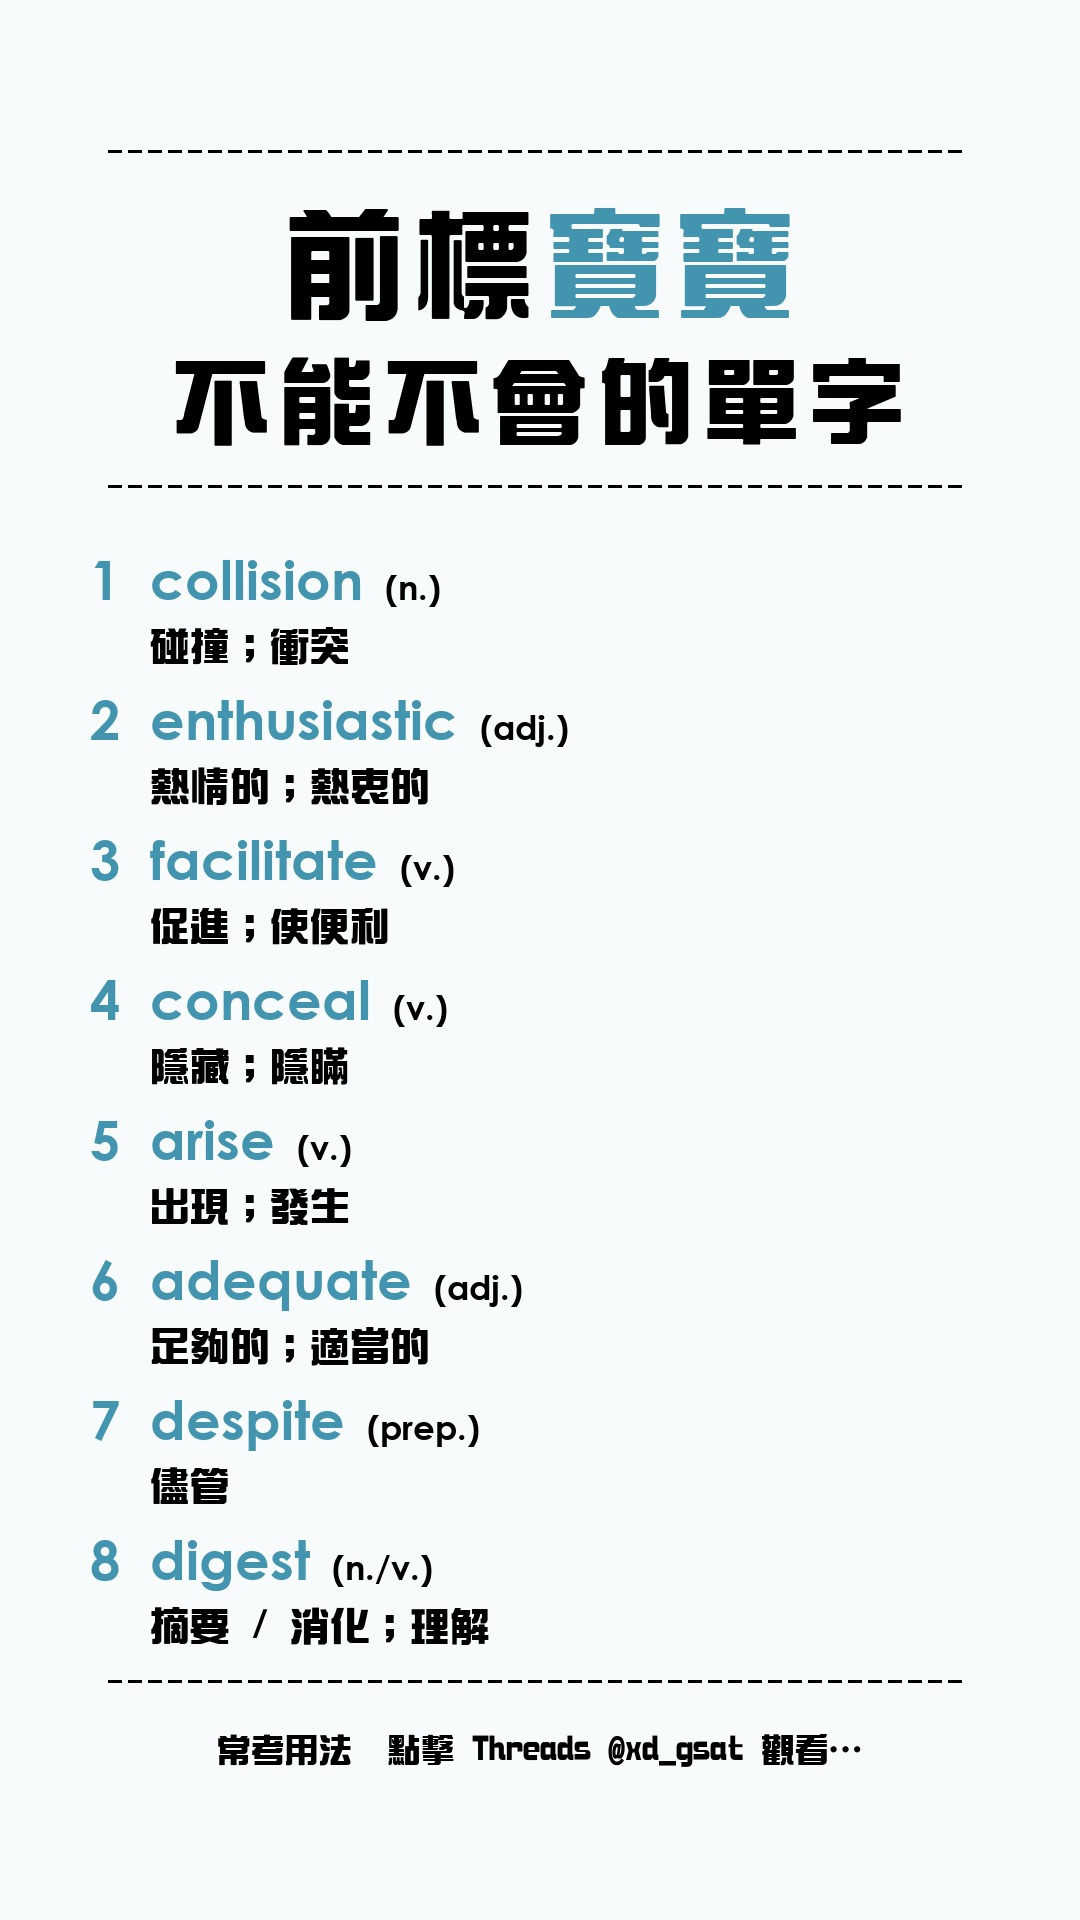 前標寶寶
不能不會的單字
1 collision (n.)
碰撞；衝突
2 enthusiastic (adj.)
熱情的；熱衷的
3 facilitate (v.)
促進；使便利
4 conceal (v.)
隱藏；隱瞞
5 arise (v.)
出現；發生
6 adequate (adj.)
足夠的；適當的
7 despite (prep.)
儘管
8 digest (n./v.)
摘要 / 消化；理解
常考用法 點擊 Threads @xd_gsat 觀看…